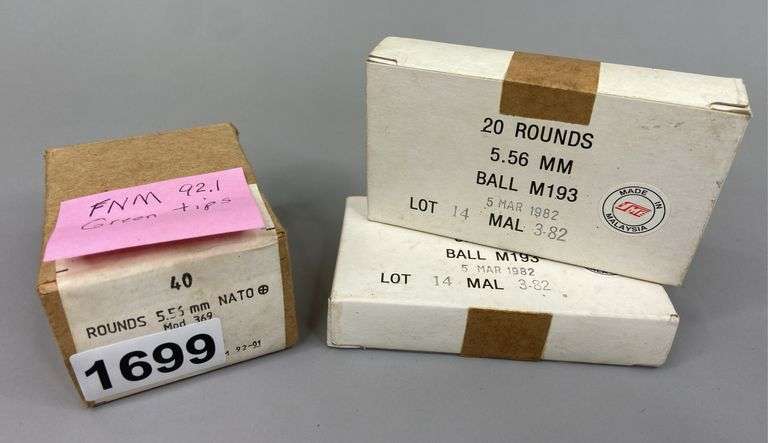 FNM 92.1
Green tips
40
ROUNDS 5.56 mm NATO
Mod 369
92-01
1699
20 ROUNDS
5.56 MM
BALL M193
5 MAR 1982
LOT 14 MAL 3-82
MADE IN
MALAYSIA
BALL M193
5 MAR 1982
LOT 14 MAL 3-82